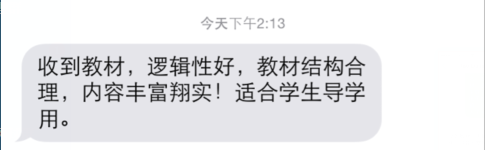 今天下午2:13
收到教材，逻辑性好，教材结构合
理，内容丰富翔实！适合学生导学
用。